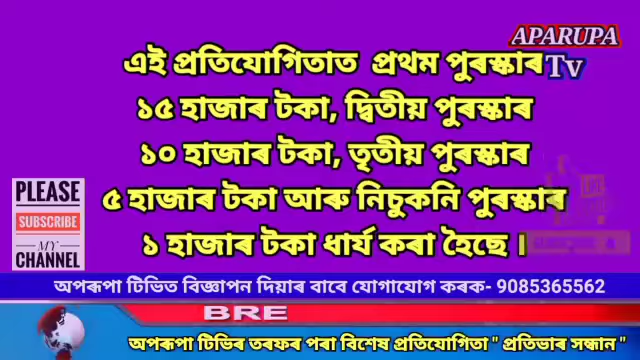 APARUPA
Tv
এই প্ৰতিযোগিতাত প্ৰথম পুৰস্কাৰ
১৫ হাজাৰ টকা, দ্বিতীয় পুৰস্কাৰ
১০ হাজাৰ টকা, তৃতীয় পুৰস্কাৰ
৫ হাজাৰ টকা আৰু নিচুকনি পুৰস্কাৰ
১ হাজাৰ টকা ধাৰ্য কৰা হৈছে ।
PLEASE
SUBSCRIBE
MY
CHANNEL
অপৰূপা টিভিত বিজ্ঞাপন দিয়াৰ বাবে যোগাযোগ কৰক- 9085365562
BRE
অপৰূপা টিভিৰ তৰফৰ পৰা বিশেষ প্ৰতিযোগিতা " প্ৰতিভাৰ সন্ধান "